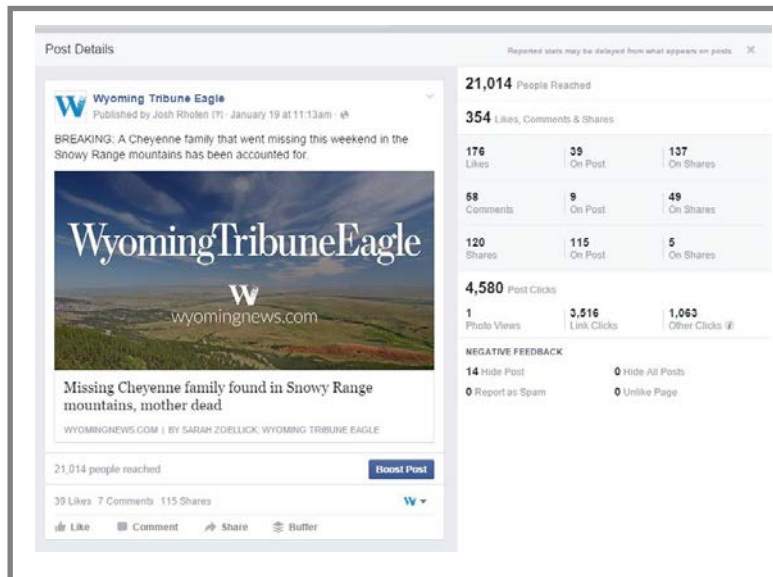 Post Details
Reported stats may be delayed from what appears on posts
Wyoming Tribune Eagle
Published by Josh Rhoten [?] · January 19 at 11:13am ·
BREAKING: A Cheyenne family that went missing this weekend in the
Snowy Range mountains has been accounted for.
WyomingTribuneEagle
wyomingnews.com
Missing Cheyenne family found in Snowy Range
mountains, mother dead
WYOMINGNEWS.COM | BY SARAH ZOELLICK, WYOMING TRIBUNE EAGLE
21,014 people reached
Boost Post
39 Likes 7 Comments 115 Shares
Like Comment Share Buffer
21,014 People Reached
354 Likes, Comments & Shares
176 39 137
Likes On Post On Shares
58 9 49
Comments On Post On Shares
120 115 5
Shares On Post On Shares
4,580 Post Clicks
1 3,516 1,063
Photo Views Link Clicks Other Clicks
NEGATIVE FEEDBACK
14 Hide Post 0 Hide All Posts
0 Report as Spam 0 Unlike Page